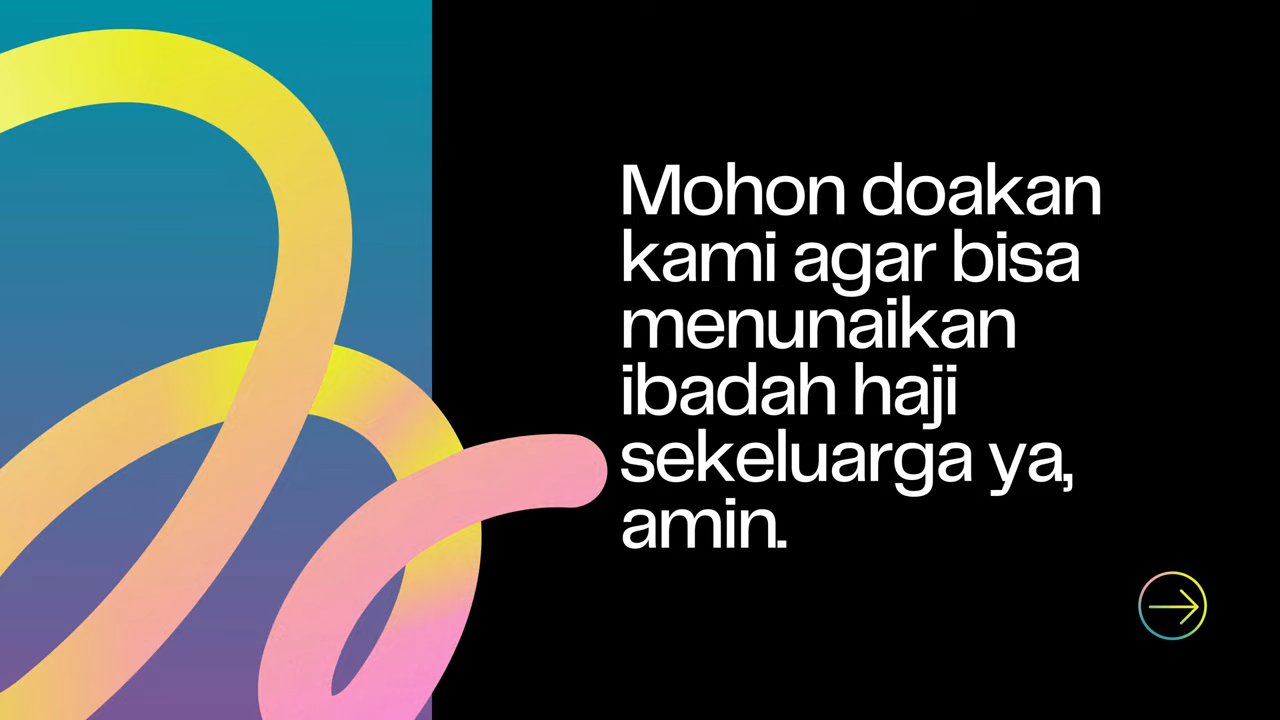 Mohon doakan
kami agar bisa
menunaikan
ibadah haji
sekeluarga ya,
amin.